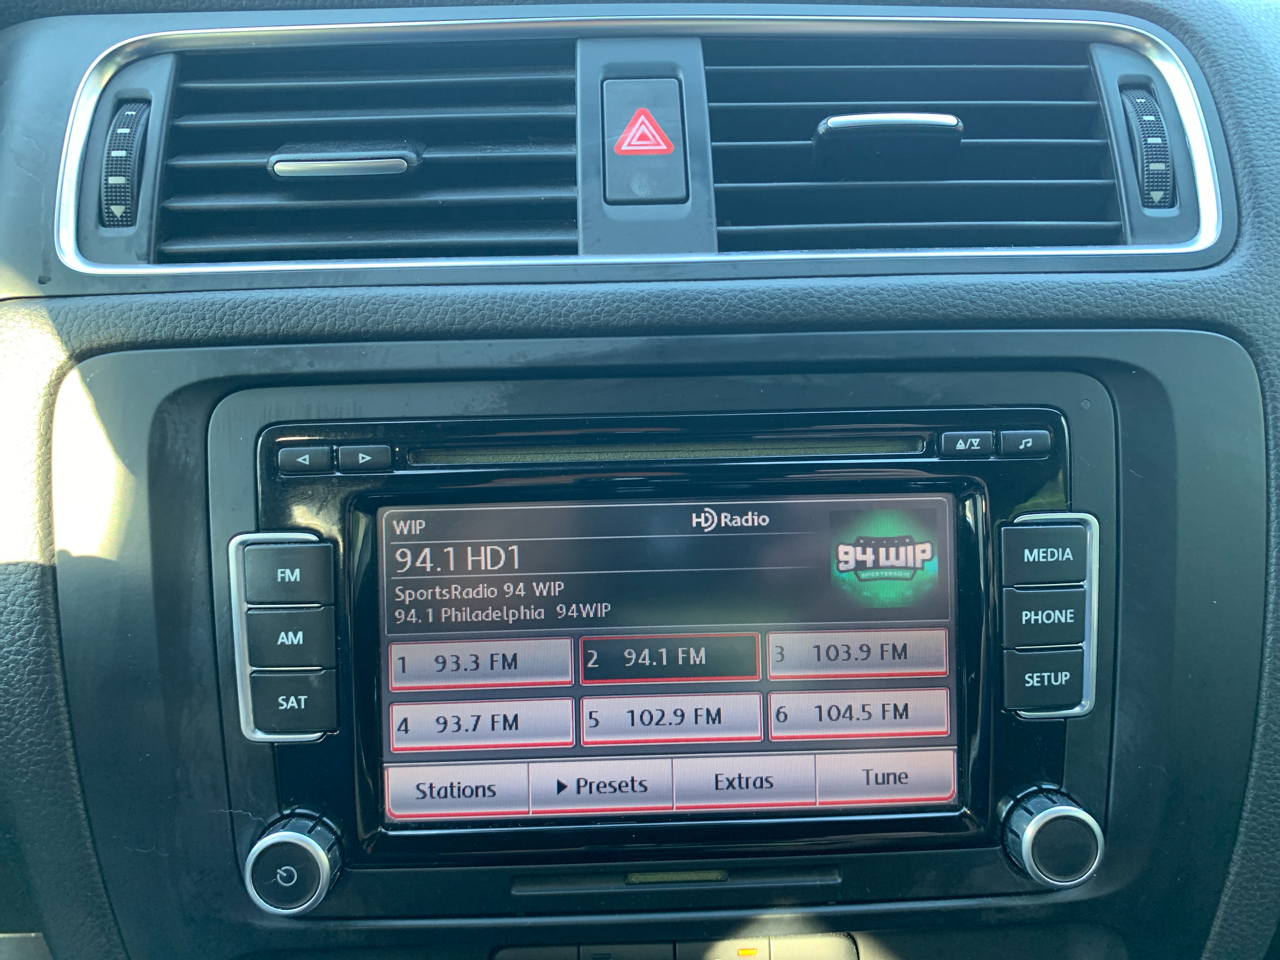 WIP
HD Radio
94.1 HD1
SportsRadio 94 WIP
94.1 Philadelphia 94WIP
94WIP
SPORTSRADIO
1 93.3 FM
2 94.1 FM
3 103.9 FM
4 93.7 FM
5 102.9 FM
6 104.5 FM
Stations
Presets
Extras
Tune
FM
AM
SAT
MEDIA
PHONE
SETUP